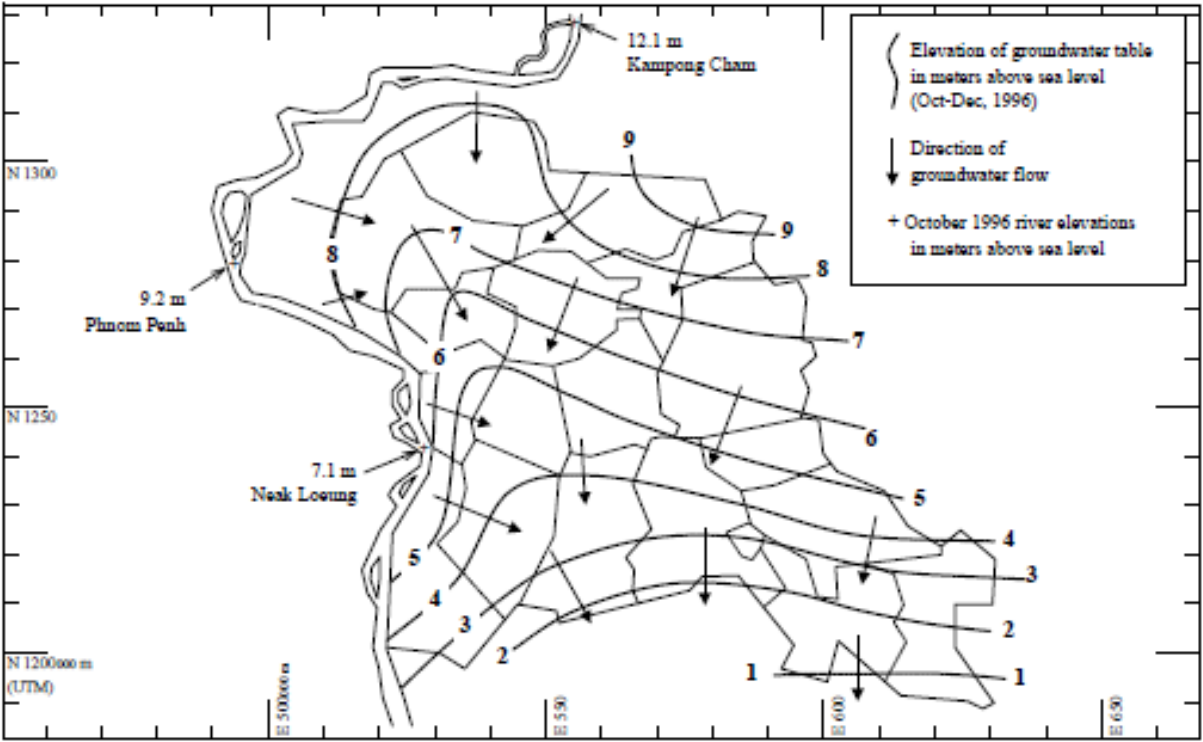 12.1 m
Kampong Cham
Elevation of groundwater table
in meters above sea level
(Oct-Dec, 1996)
Direction of
groundwater flow
+ October 1996 river elevations
in meters above sea level
N 1300
9
9
8
8
7
7
9.2 m
Phnom Penh
6
6
N 1250
7.1 m
Neak Loeung
5
5
4
4
3
3
2
2
1
1
N 1200000 m
(UTM)
E 500000 m
E 550
E 600
E 650